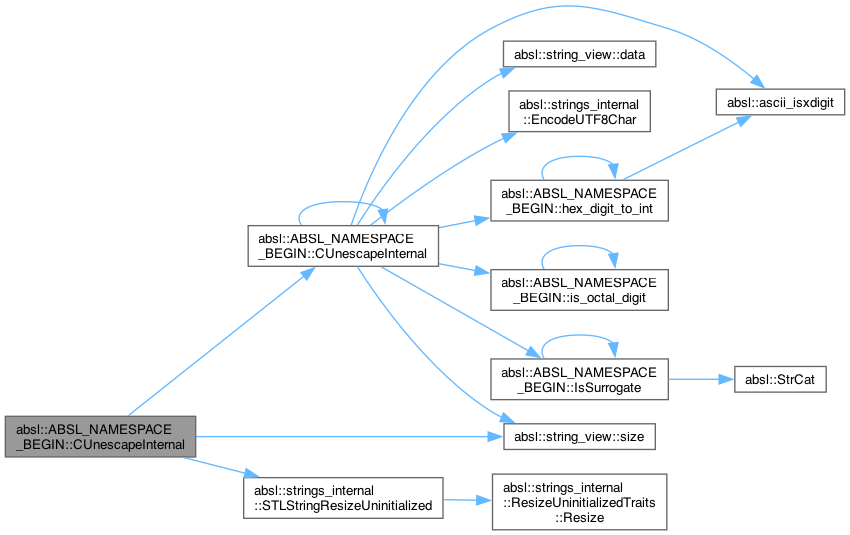 absl::string_view::data
absl::strings_internal
::EncodeUTF8Char
absl::ascii_isxdigit
absl::ABSL_NAMESPACE
_BEGIN::hex_digit_to_int
absl::ABSL_NAMESPACE
_BEGIN::CUnescapeInternal
absl::ABSL_NAMESPACE
_BEGIN::is_octal_digit
absl::ABSL_NAMESPACE
_BEGIN::IsSurrogate
absl::StrCat
absl::ABSL_NAMESPACE
_BEGIN::CUnescapeInternal
absl::string_view::size
absl::strings_internal
::STLStringResizeUninitialized
absl::strings_internal
::ResizeUninitializedTraits
::Resize